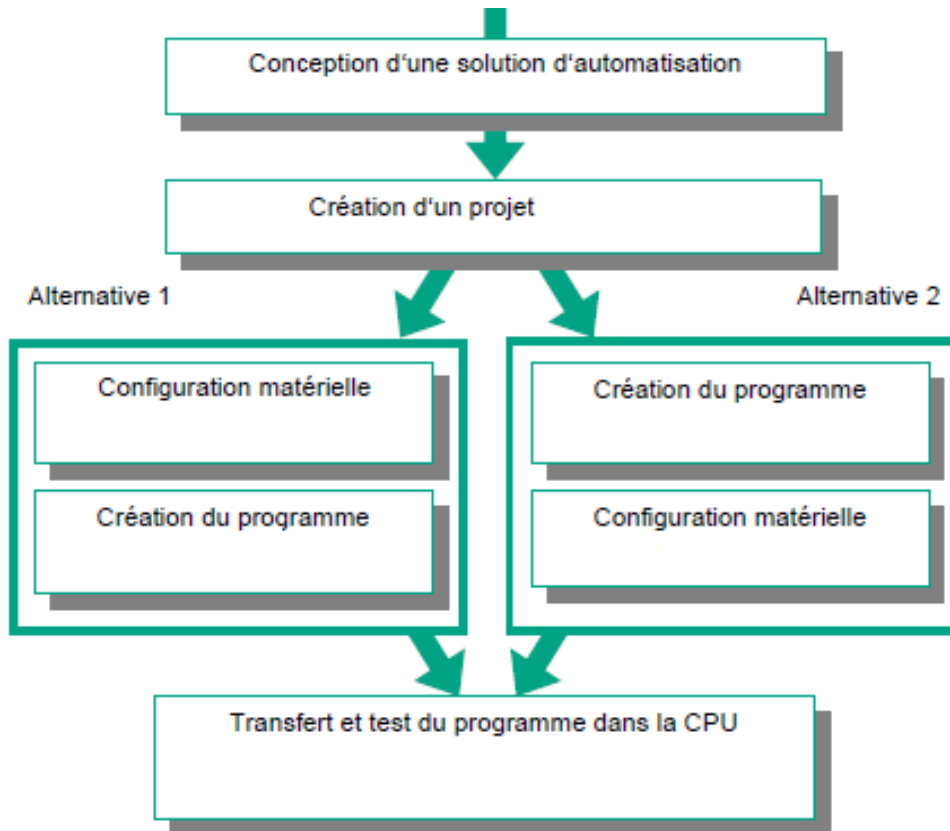 Conception d‘une solution d‘automatisation
Création d‘un projet
Alternative 1
Alternative 2
Configuration matérielle
Création du programme
Création du programme
Configuration matérielle
Transfert et test du programme dans la CPU